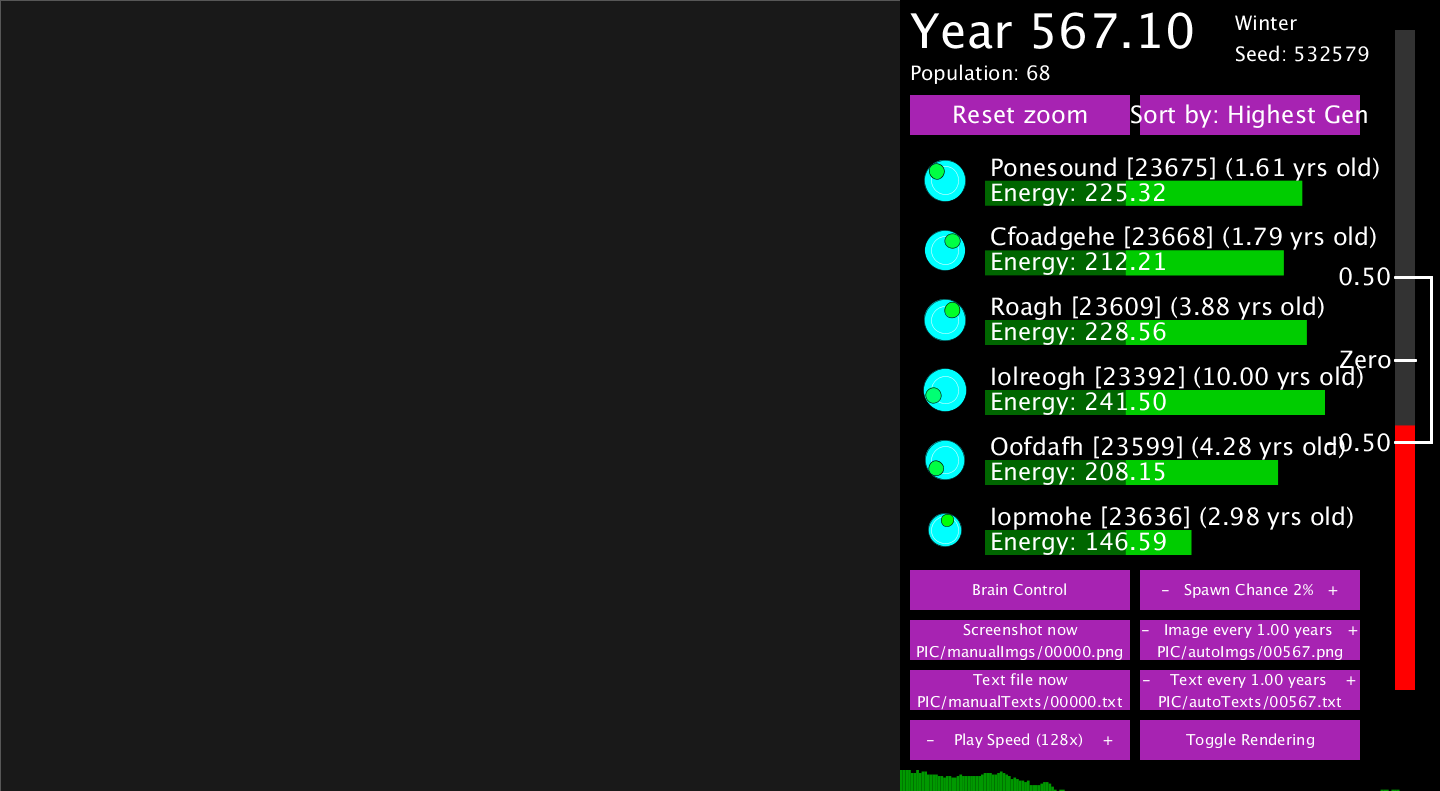 Year 567.10
Winter
Seed: 532579
Population: 68
Reset zoom
Sort by: Highest Gen
Ponesound [23675] (1.61 yrs old)
Energy: 225.32
Cfoadgehe [23668] (1.79 yrs old)
Energy: 212.21
0.50
Roagh [23609] (3.88 yrs old)
Energy: 228.56
Zero
Iolreogh [23392] (10.00 yrs old)
Energy: 241.50
Oofdafh [23599] (4.28 yrs old)
-0.50
Energy: 208.15
Iopmohe [23636] (2.98 yrs old)
Energy: 146.59
Brain Control
- Spawn Chance 2% +
Screenshot now
PIC/manualImgs/00000.png
- Image every 1.00 years +
PIC/autoImgs/00567.png
Text file now
PIC/manualTexts/00000.txt
- Text every 1.00 years +
PIC/autoTexts/00567.txt
- Play Speed (128x) +
Toggle Rendering